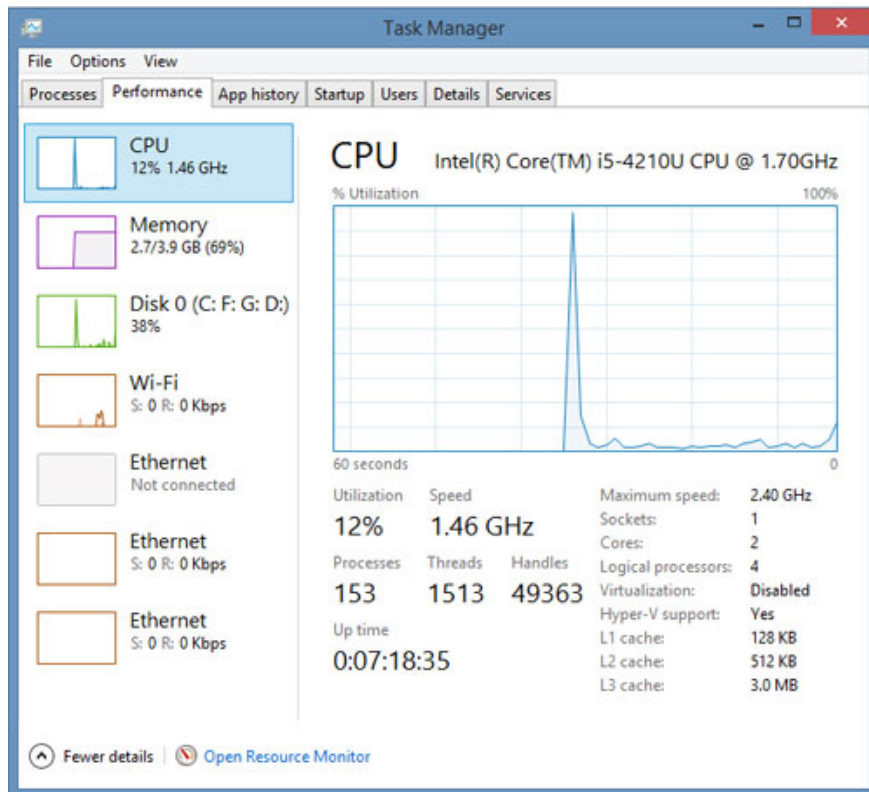 Task Manager
File Options View
Processes Performance App history Startup Users Details Services
CPU
12% 1.46 GHz
Memory
2.7/3.9 GB (69%)
Disk 0 (C: F: G: D:)
38%
Wi-Fi
S: 0 R: 0 Kbps
Ethernet
Not connected
Ethernet
S: 0 R: 0 Kbps
Ethernet
S: 0 R: 0 Kbps
CPU Intel(R) Core(TM) i5-4210U CPU @ 1.70GHz
% Utilization 100%
60 seconds 0
Utilization Speed
12% 1.46 GHz
Processes Threads Handles
153 1513 49363
Up time
0:07:18:35
Maximum speed: 2.40 GHz
Sockets: 1
Cores: 2
Logical processors: 4
Virtualization: Disabled
Hyper-V support: Yes
L1 cache: 128 KB
L2 cache: 512 KB
L3 cache: 3.0 MB
Fewer details Open Resource Monitor